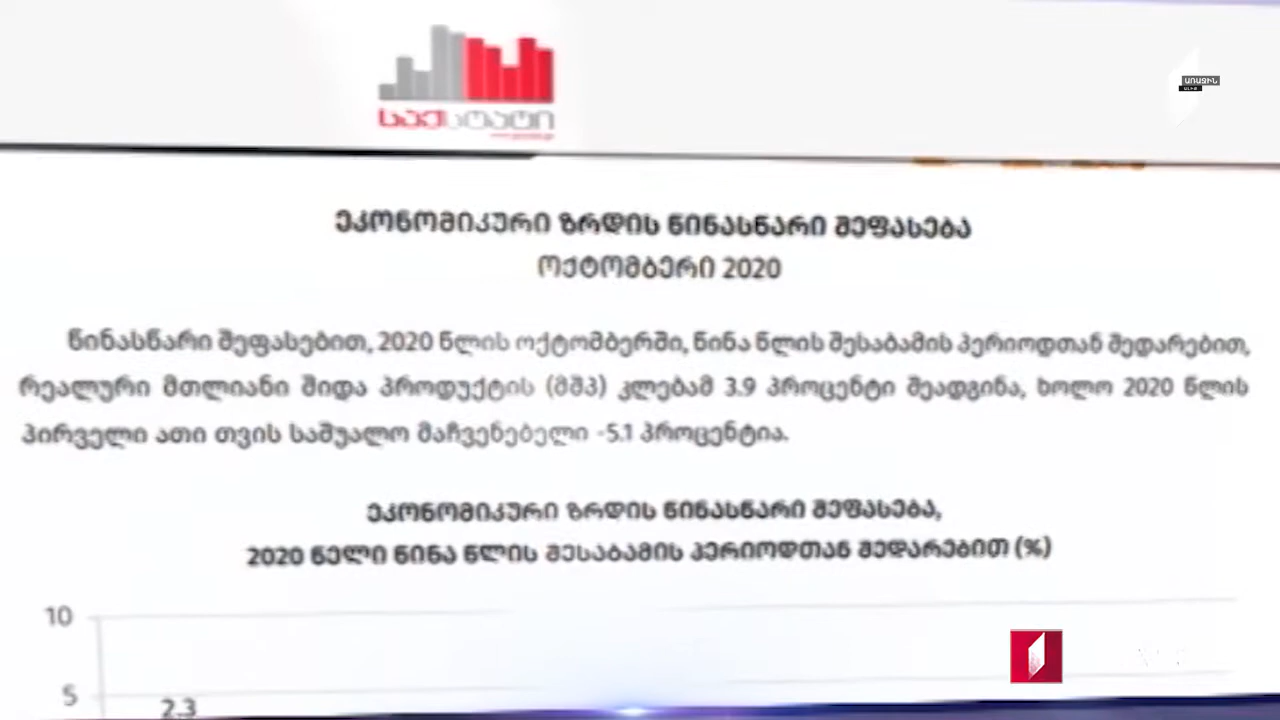 საქსტატი
ԱՌԱՋԻՆ
ԱԼԻՔ
ეკონომიკური ზრდის წინასწარი შეფასება
ოქტომბერი 2020
წინასწარი შეფასებით, 2020 წლის ოქტომბერში, წინა წლის შესაბამის პერიოდთან შედარებით,
რეალური მთლიანი შიდა პროდუქტის (მშპ) კლებამ 3.9 პროცენტი შეადგინა, ხოლო 2020 წლის
პირველი ათი თვის საშუალო მაჩვენებელი -5.1 პროცენტია.
ეკონომიკური ზრდის წინასწარი შეფასება,
2020 წელი წინა წლის შესაბამის პერიოდთან შედარებით (%)
10
5
2.3